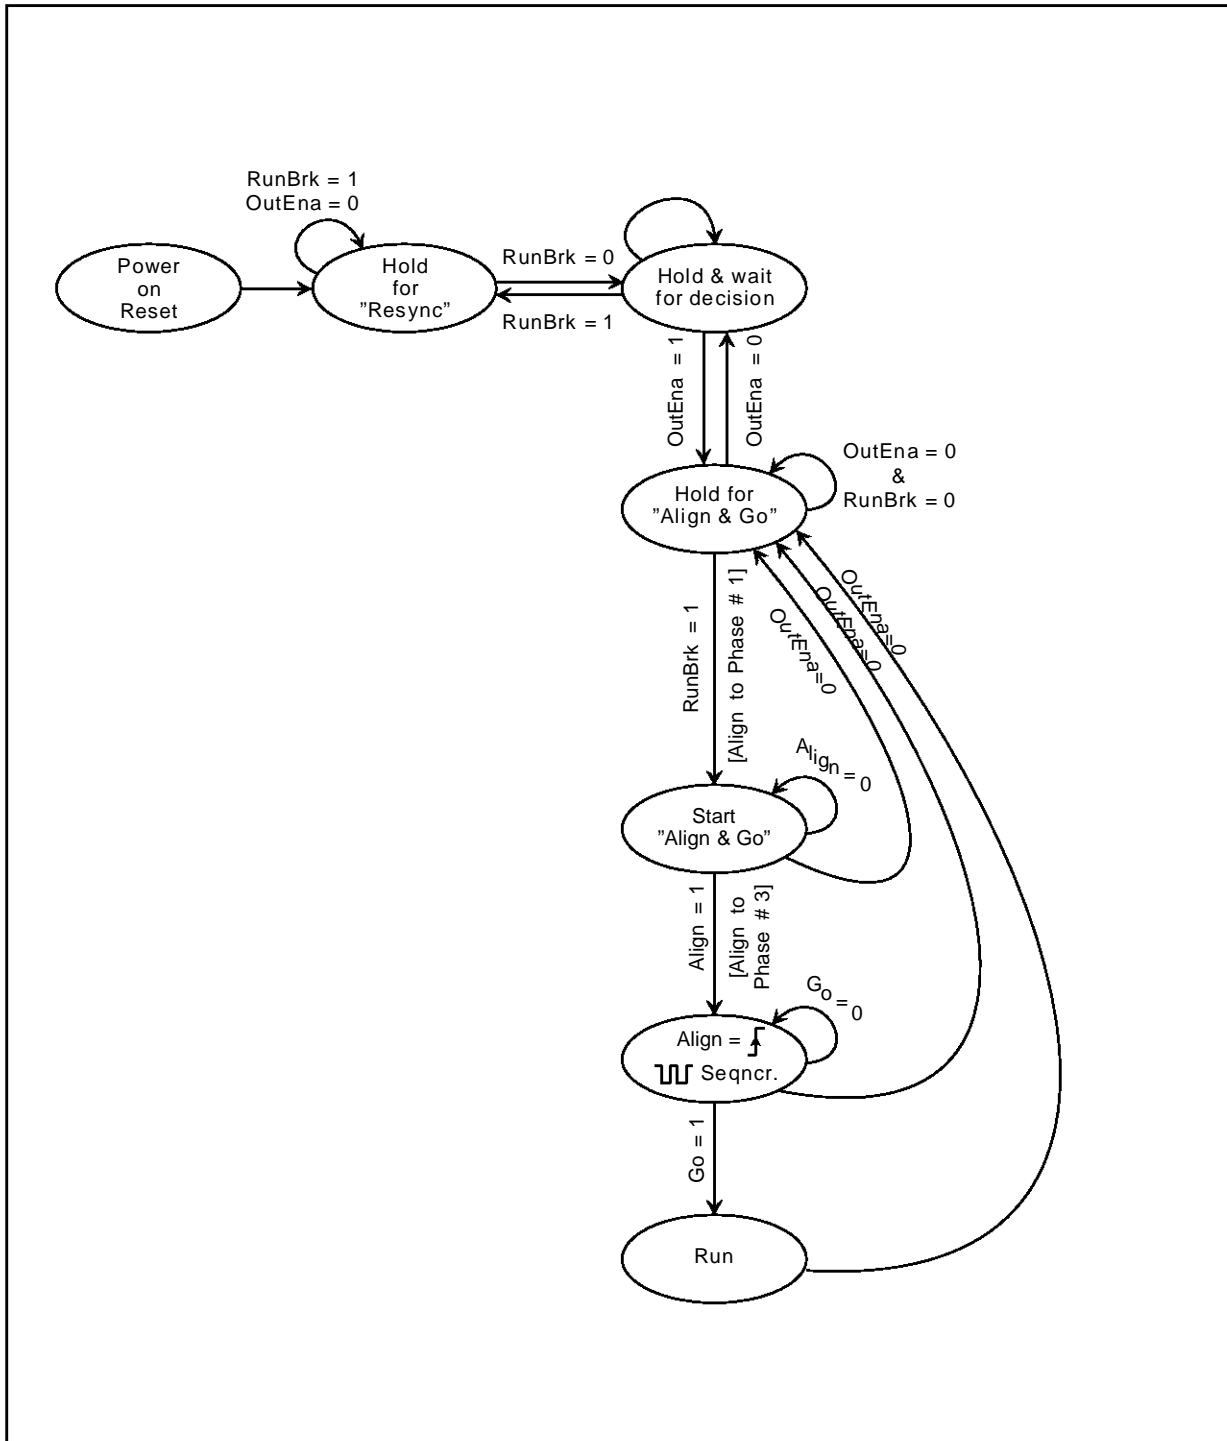 RunBrk = 1
OutEna = 0
Power
on
Reset
Hold
for
”Resync”
RunBrk = 0
RunBrk = 1
Hold & wait
for decision
OutEna = 1
OutEna = 0
Hold for
”Align & Go”
OutEna = 0
&
RunBrk = 0
RunBrk = 1
[Align to Phase # 1]
OutEna=0
OutEna=0
OutEna=0
Align = 0
Start
”Align & Go”
Align = 1
[Align to
Phase # 3]
Go = 0
Align =
Seqncr.
Go = 1
Run